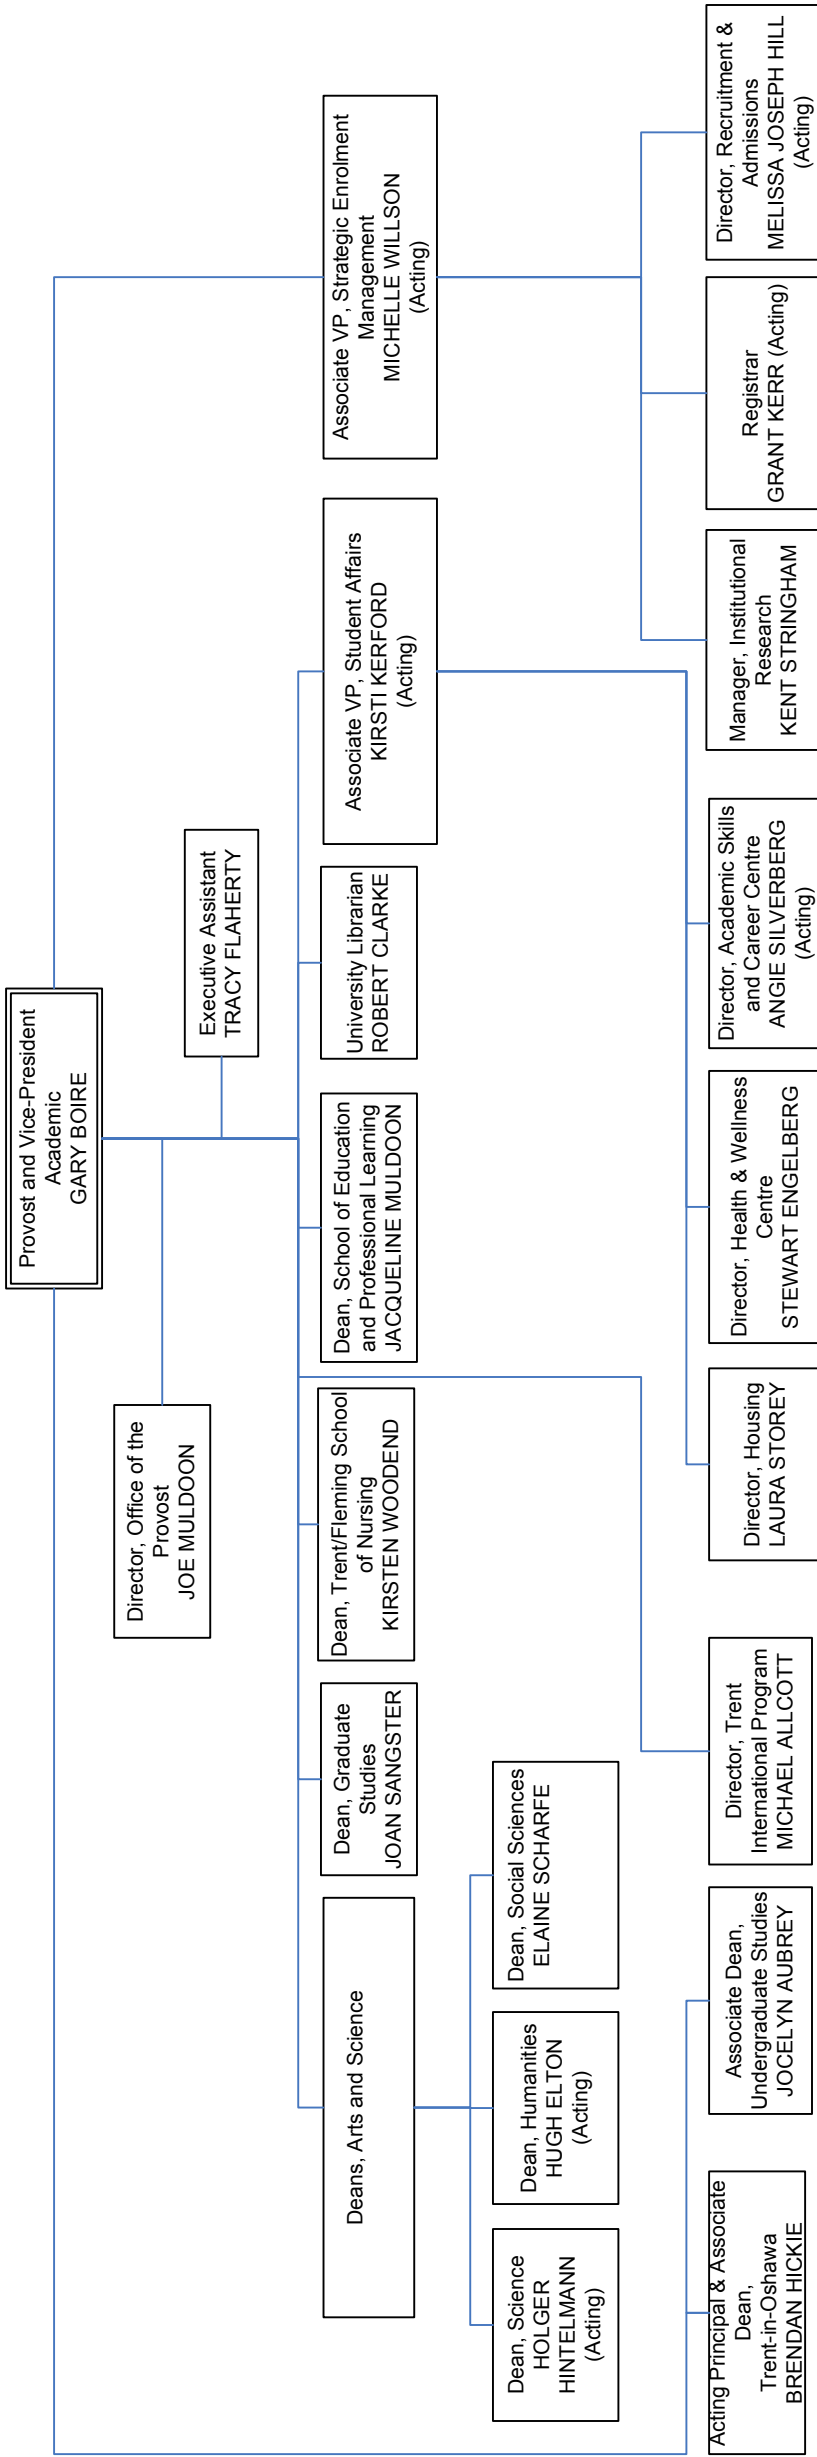 Provost and Vice-President
Academic
GARY BOIRE
Director, Office of the
Provost
JOE MULDOON
Executive Assistant
TRACY FLAHERTY
Deans, Arts and Science
Dean, Graduate
Studies
JOAN SANGSTER
Dean, Trent/Fleming School
of Nursing
KIRSTEN WOODEND
Dean, School of Education
and Professional Learning
JACQUELINE MULDOON
University Librarian
ROBERT CLARKE
Associate VP, Student Affairs
KIRSTI KERFORD
(Acting)
Associate VP, Strategic Enrolment
Management
MICHELLE WILLSON
(Acting)
Dean, Science
HOLGER
HINTELMANN
(Acting)
Dean, Humanities
HUGH ELTON
(Acting)
Dean, Social Sciences
ELAINE SCHARFE
Acting Principal & Associate
Dean,
Trent-in-Oshawa
BRENDAN HICKIE
Associate Dean,
Undergraduate Studies
JOCELYN AUBREY
Director, Trent
International Program
MICHAEL ALLCOTT
Director, Housing
LAURA STOREY
Director, Health & Wellness
Centre
STEWART ENGELBERG
Director, Academic Skills
and Career Centre
ANGIE SILVERBERG
(Acting)
Manager, Institutional
Research
KENT STRINGHAM
Registrar
GRANT KERR (Acting)
Director, Recruitment &
Admissions
MELISSA JOSEPH HILL
(Acting)